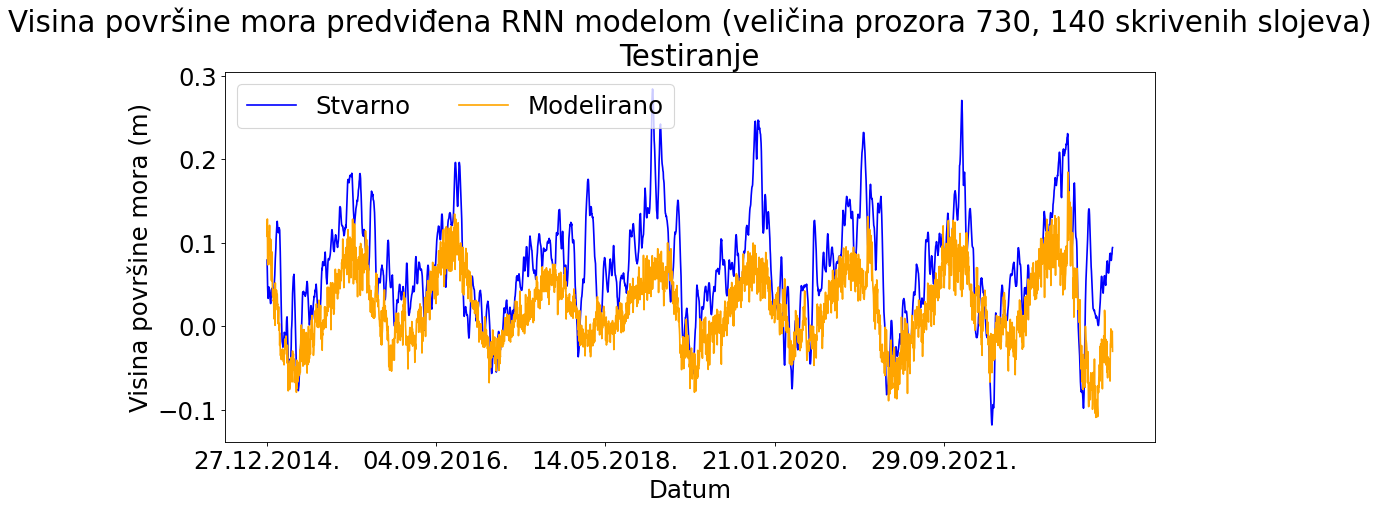 Visina površine mora predviđena RNN modelom (veličina prozora 730, 140 skrivenih slojeva)
Testiranje
Stvarno Modelirano
Visina površine mora (m)
0.3
0.2
0.1
0.0
−0.1
27.12.2014. 04.09.2016. 14.05.2018. 21.01.2020. 29.09.2021.
Datum